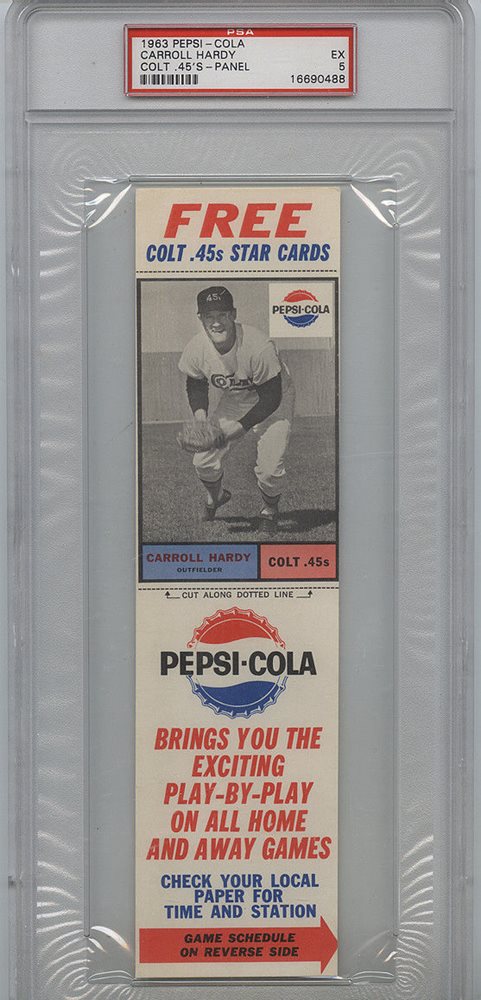 PSA
1963 PEPSI-COLA
CARROLL HARDY EX
COLT .45'S-PANEL 5
16690488
FREE
COLT .45s STAR CARDS
45
PEPSI-COLA
COLTS
CARROLL HARDY
OUTFIELDER
COLT .45s
CUT ALONG DOTTED LINE
PEPSI-COLA
BRINGS YOU THE
EXCITING
PLAY-BY-PLAY
ON ALL HOME
AND AWAY GAMES
CHECK YOUR LOCAL
PAPER FOR
TIME AND STATION
GAME SCHEDULE
ON REVERSE SIDE